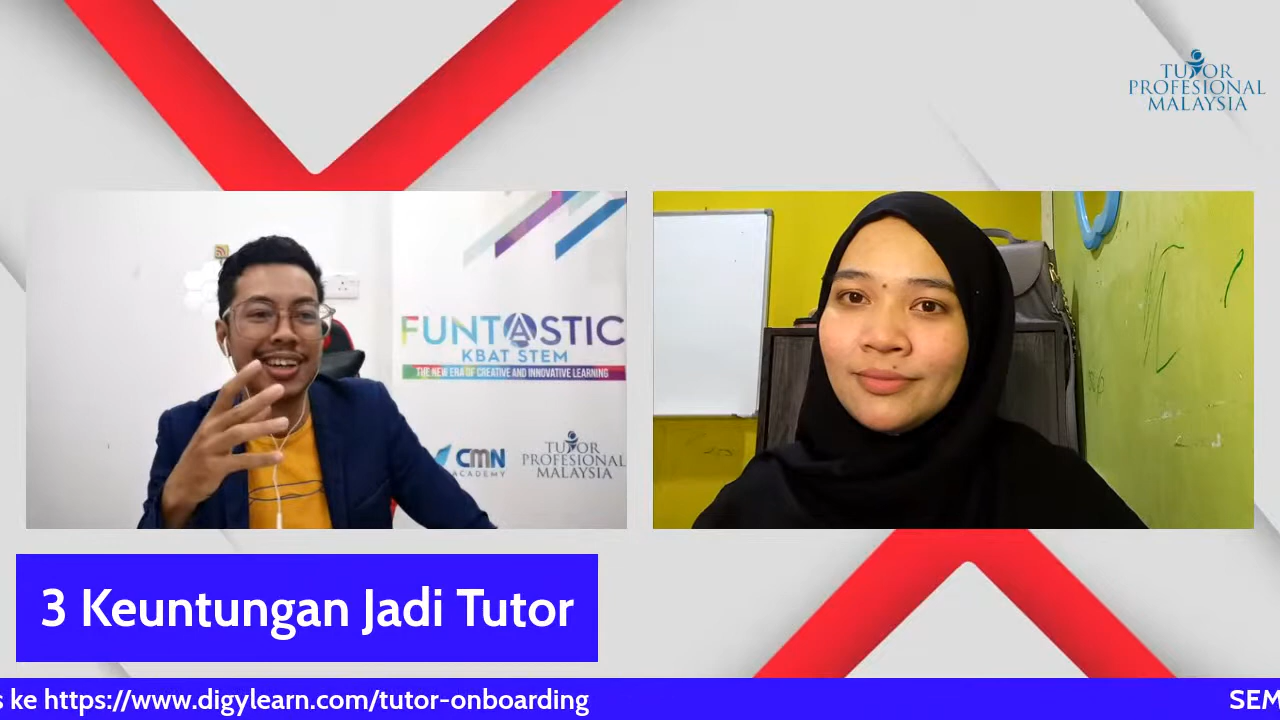 TUTOR
PROFESIONAL
MALAYSIA
FUNTASTIC
KBAT STEM
THE NEW ERA OF CREATIVE AND INNOVATIVE LEARNING
CMN
ACADEMY
TUTOR
PROFESIONAL
MALAYSIA
3 Keuntungan Jadi Tutor
s ke https://www.digylearn.com/tutor-onboarding
SEM